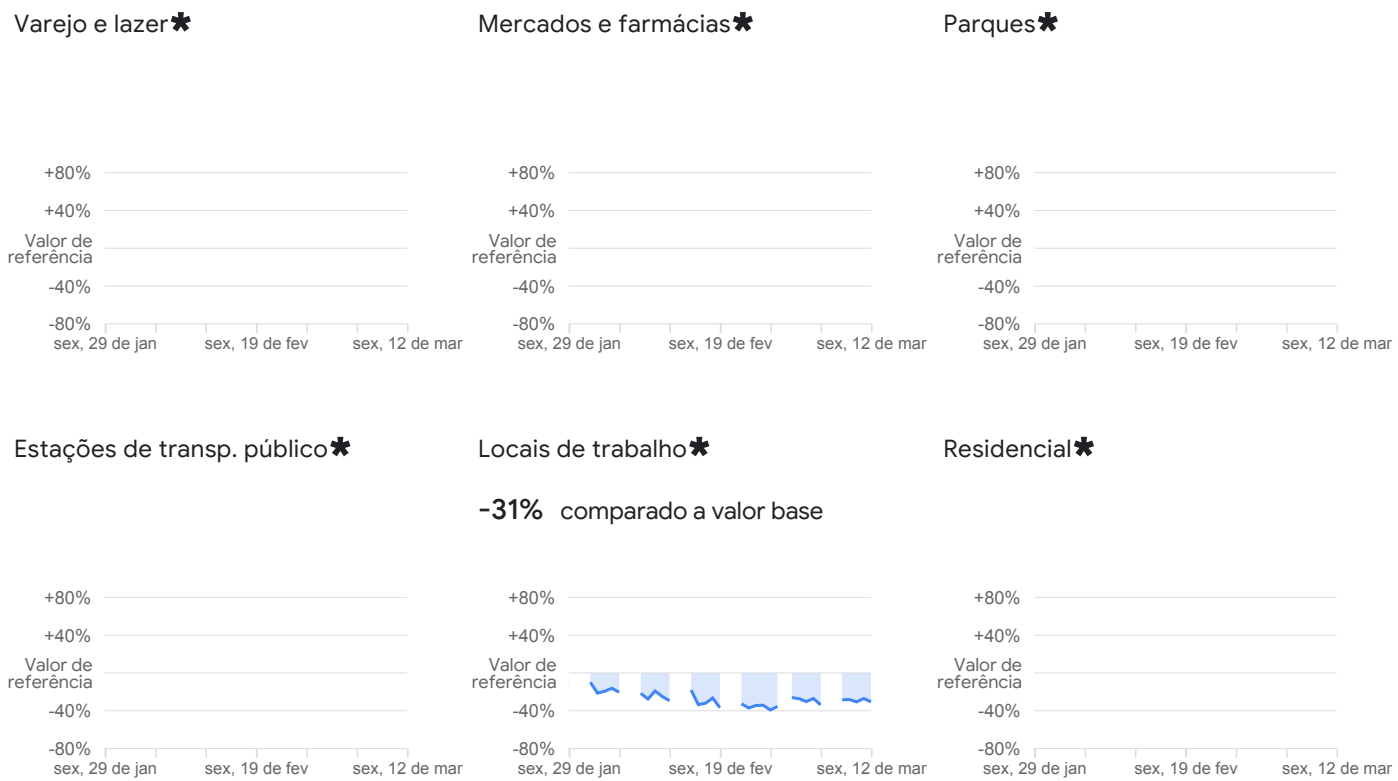 Varejo e lazer*
Mercados e farmácias*
Parques*
+80%
+40%
Valor de
referência
-40%
-80%
sex, 29 de jan
sex, 19 de fev
sex, 12 de mar
+80%
+40%
Valor de
referência
-40%
-80%
sex, 29 de jan
sex, 19 de fev
sex, 12 de mar
+80%
+40%
Valor de
referência
-40%
-80%
sex, 29 de jan
sex, 19 de fev
sex, 12 de mar
Estações de transp. público*
Locais de trabalho*
Residencial*
-31% comparado a valor base
+80%
+40%
Valor de
referência
-40%
-80%
sex, 29 de jan
sex, 19 de fev
sex, 12 de mar
+80%
+40%
Valor de
referência
-40%
-80%
sex, 29 de jan
sex, 19 de fev
sex, 12 de mar
+80%
+40%
Valor de
referência
-40%
-80%
sex, 29 de jan
sex, 19 de fev
sex, 12 de mar